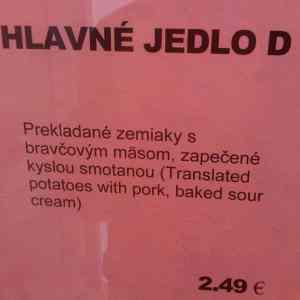 HLAVNÉ JEDLO D
Prekladané zemiaky s
bravčovým mäsom, zapečené
kyslou smotanou (Translated
potatoes with pork, baked sour
cream)
2.49 €